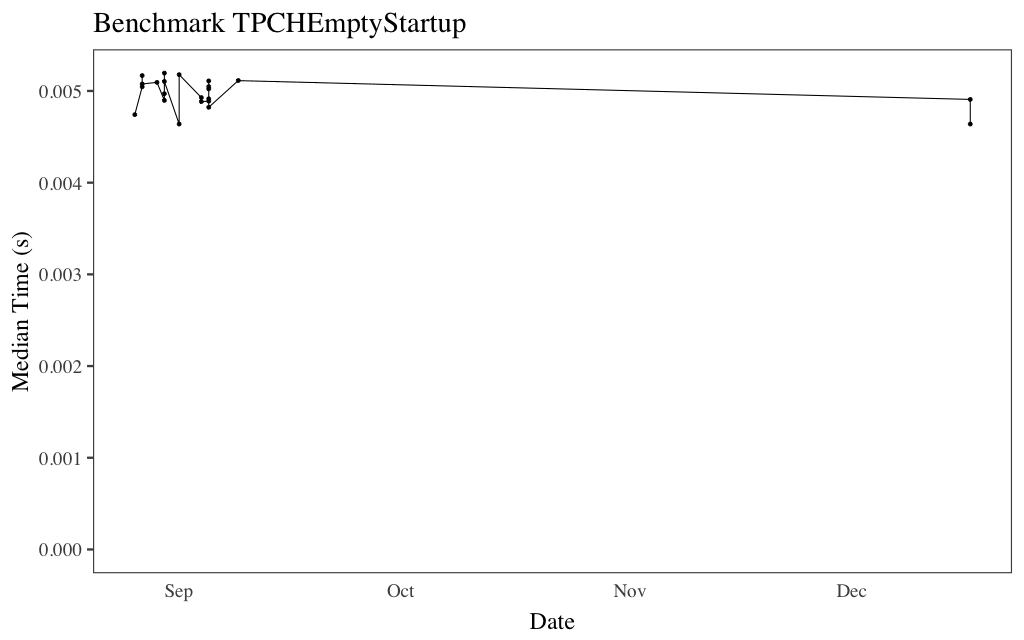 Benchmark TPCHEmptyStartup
Median Time (s)
0.005
0.004
0.003
0.002
0.001
0.000
Sep Oct Nov Dec
Date